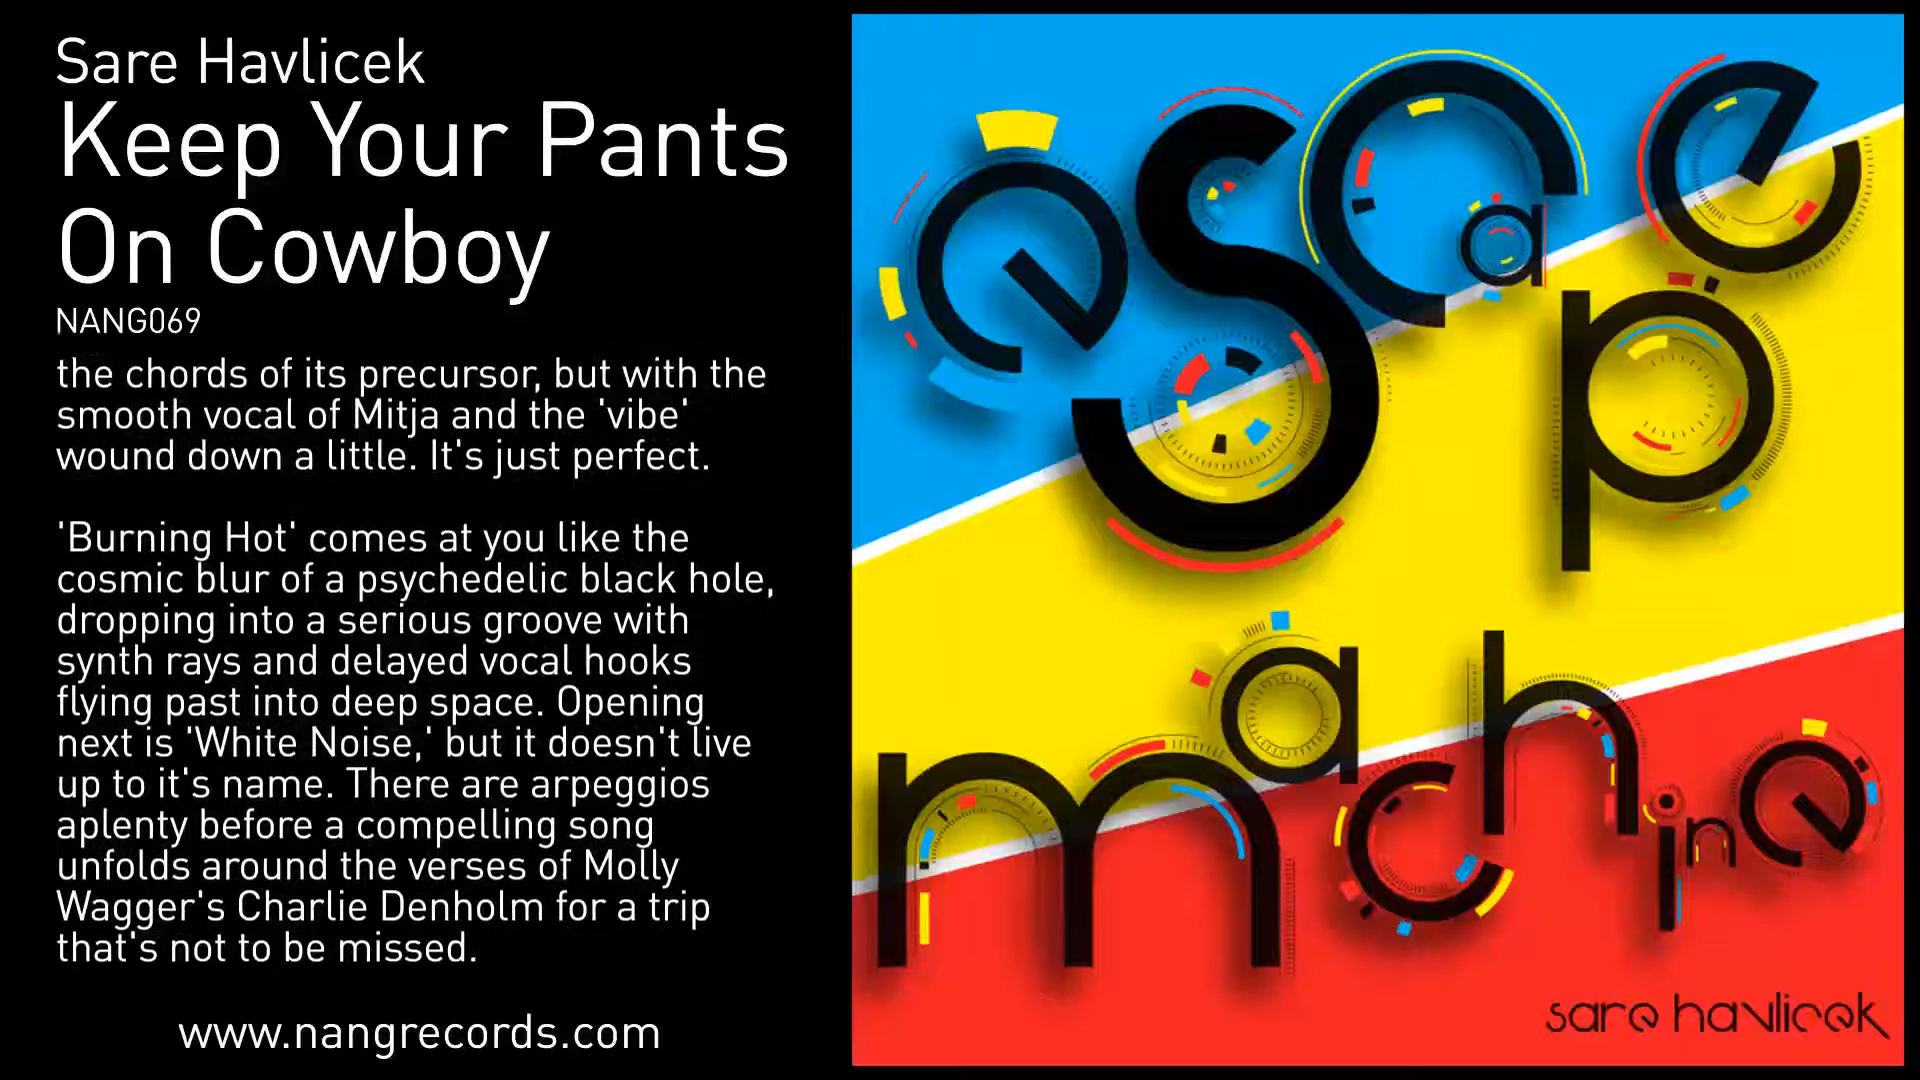 Sare Havlicek
Keep Your Pants
On Cowboy
NANG069
the chords of its precursor, but with the
smooth vocal of Mitja and the 'vibe'
wound down a little. It's just perfect.
'Burning Hot' comes at you like the
cosmic blur of a psychedelic black hole,
dropping into a serious groove with
synth rays and delayed vocal hooks
flying past into deep space. Opening
next is 'White Noise,' but it doesn't live
up to it's name. There are arpeggios
aplenty before a compelling song
unfolds around the verses of Molly
Wagger's Charlie Denholm for a trip
that's not to be missed.
www.nangrecords.com
escape
machine
sare havlicek